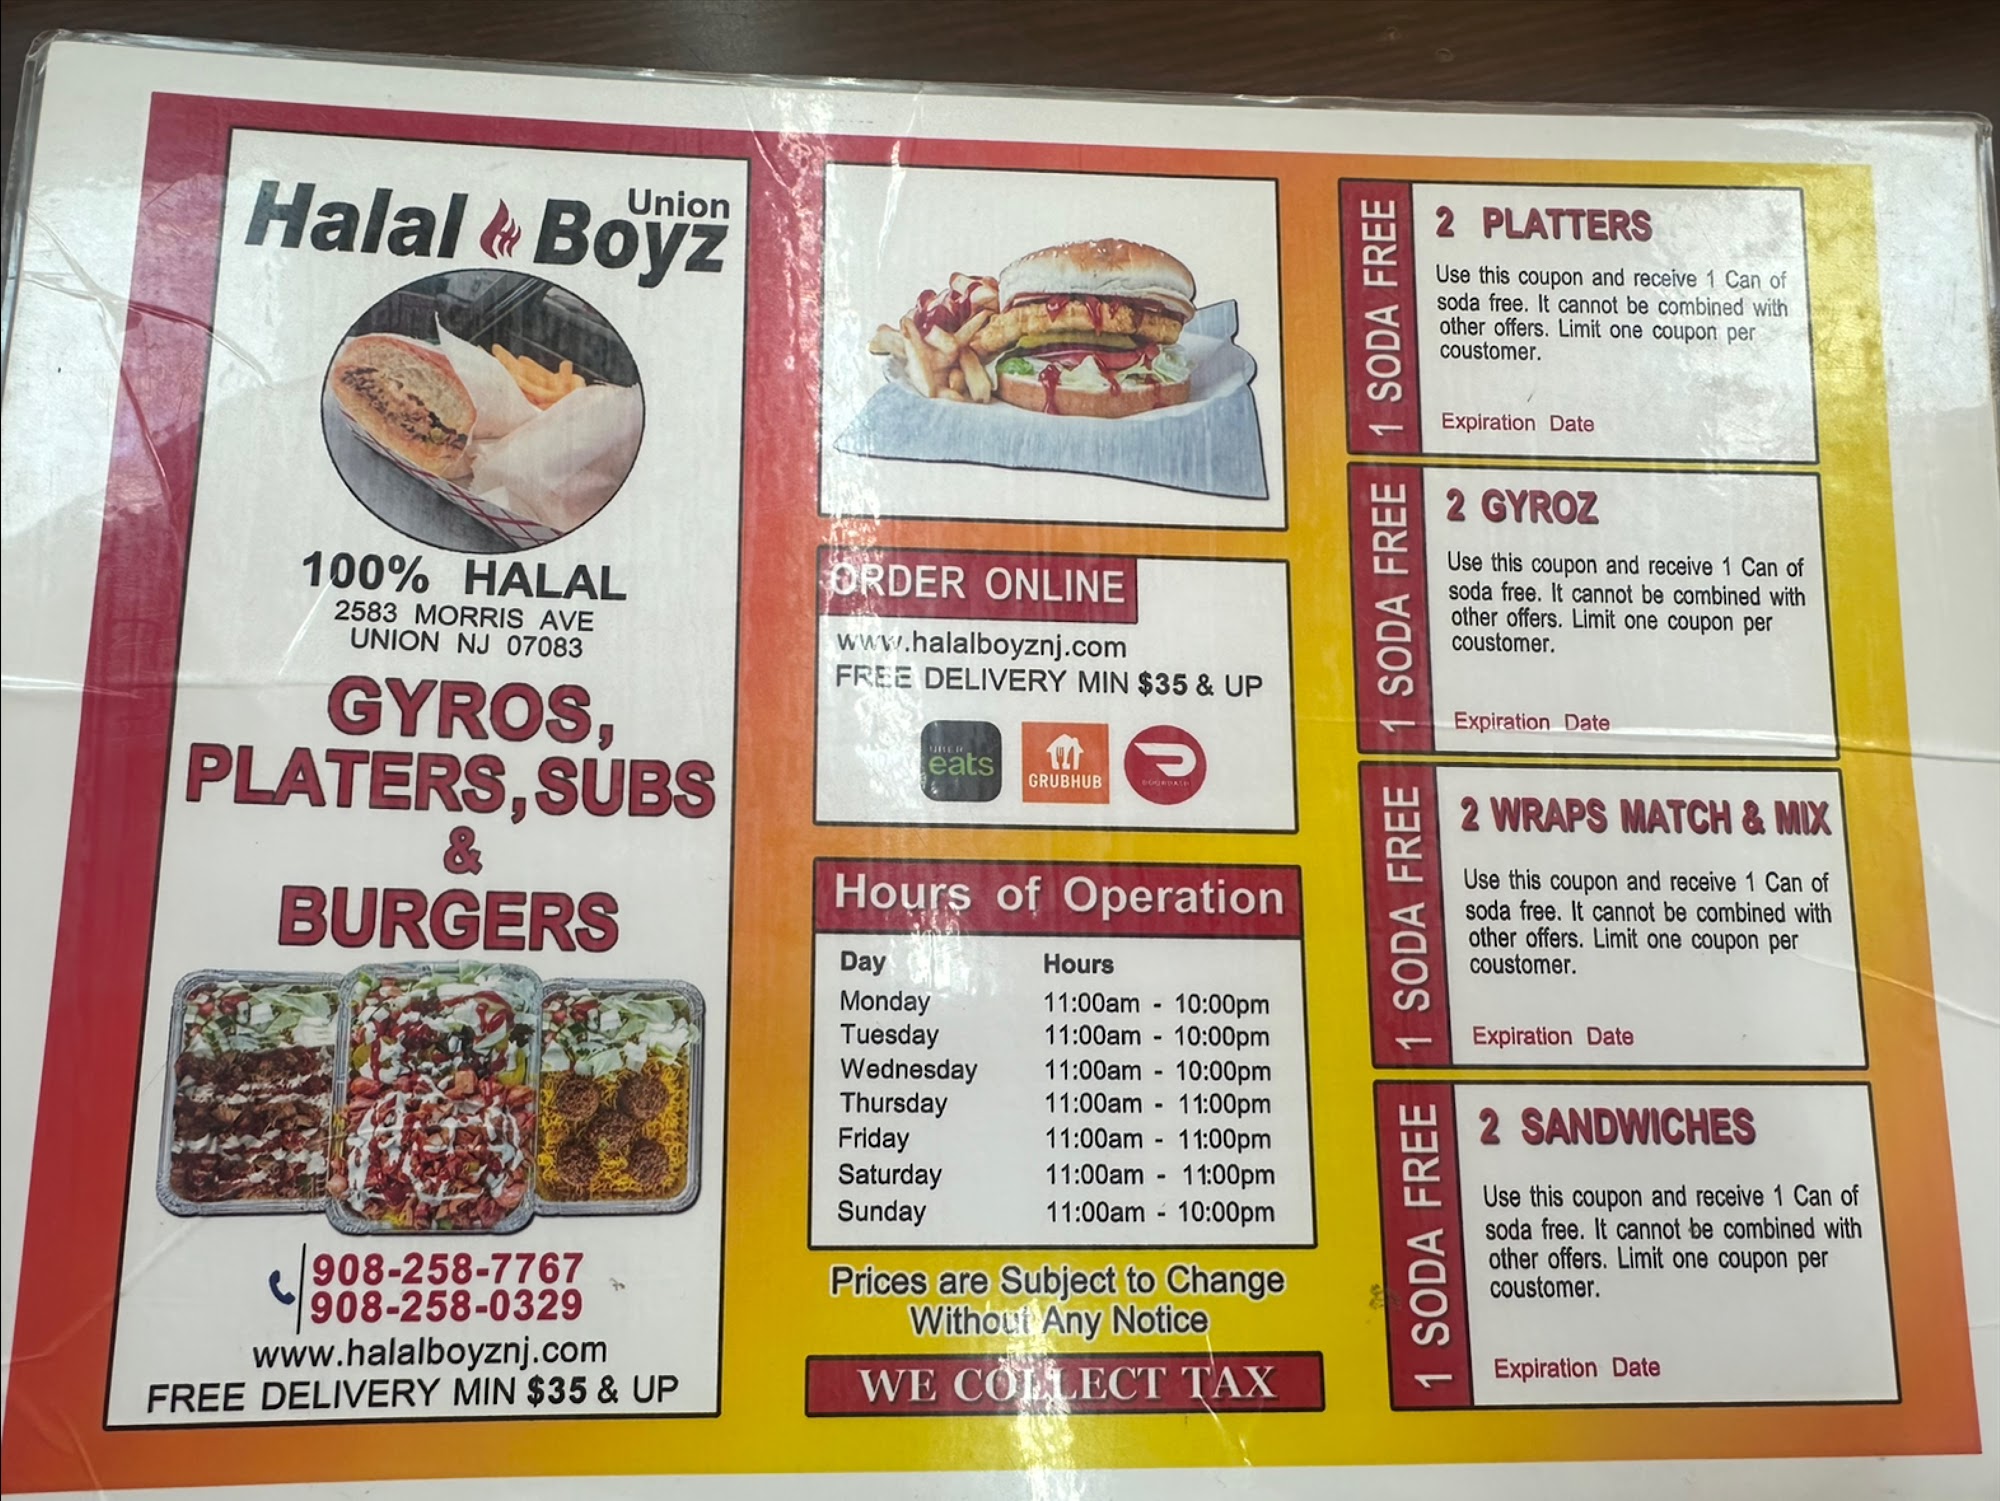 Halal Boyz
Union
100% HALAL
2583 MORRIS AVE
UNION NJ 07083
GYROS,
PLATERS, SUBS
&
BURGERS
908-258-7767
908-258-0329
www.halalboyznj.com
FREE DELIVERY MIN $35 & UP
ORDER ONLINE
www.halalboyznj.com
FREE DELIVERY MIN $35 & UP
UBER
eats
GRUBHUB
DOORDASH
Hours of Operation
Day Hours
Monday 11:00am - 10:00pm
Tuesday 11:00am - 10:00pm
Wednesday 11:00am - 10:00pm
Thursday 11:00am - 11:00pm
Friday 11:00am - 11:00pm
Saturday 11:00am - 11:00pm
Sunday 11:00am - 10:00pm
Prices are Subject to Change
Without Any Notice
WE COLLECT TAX
1 SODA FREE
2 PLATTERS
Use this coupon and receive 1 Can of
soda free. It cannot be combined with
other offers. Limit one coupon per
coustomer.
Expiration Date
1 SODA FREE
2 GYROZ
Use this coupon and receive 1 Can of
soda free. It cannot be combined with
other offers. Limit one coupon per
coustomer.
Expiration Date
1 SODA FREE
2 WRAPS MATCH & MIX
Use this coupon and receive 1 Can of
soda free. It cannot be combined with
other offers. Limit one coupon per
coustomer.
Expiration Date
1 SODA FREE
2 SANDWICHES
Use this coupon and receive 1 Can of
soda free. It cannot be combined with
other offers. Limit one coupon per
coustomer.
Expiration Date